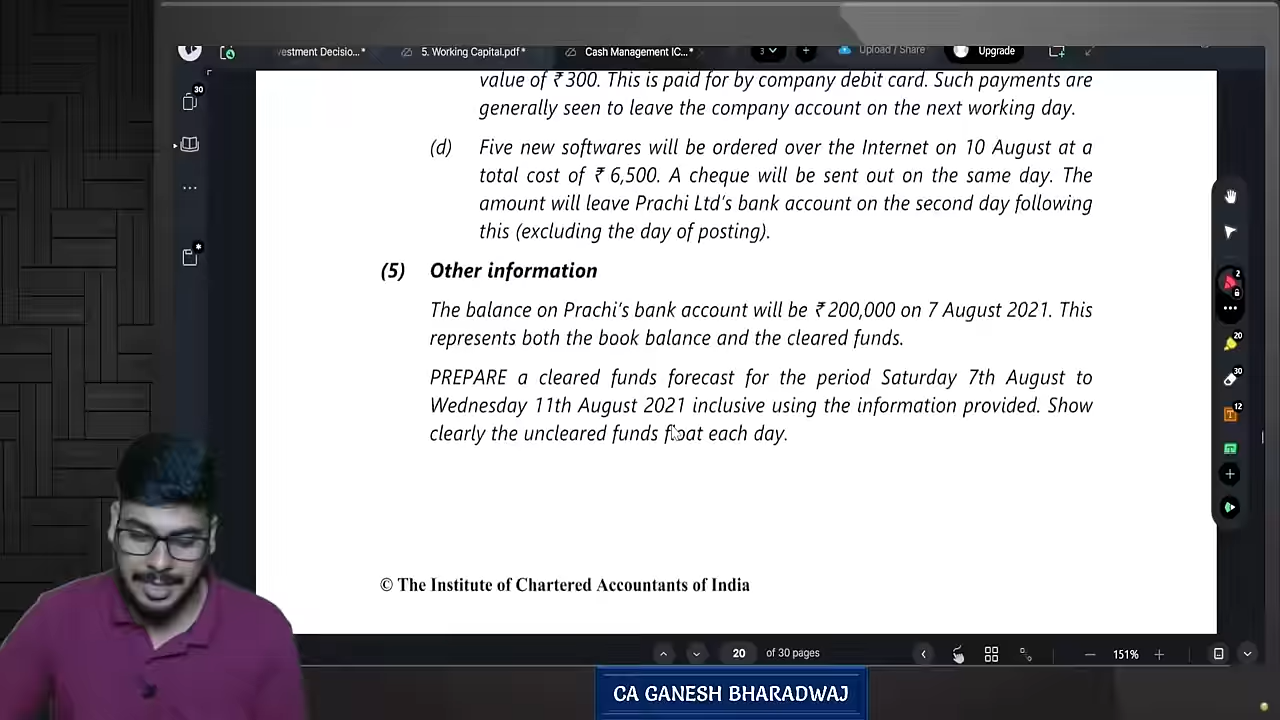 vestment Decisio...*
5. Working Capital.pdf*
Cash Management IC...*
3
Upload / Share
Upgrade
value of ₹ 300. This is paid for by company debit card. Such payments are
generally seen to leave the company account on the next working day.
(d) Five new softwares will be ordered over the Internet on 10 August at a
total cost of ₹ 6,500. A cheque will be sent out on the same day. The
amount will leave Prachi Ltd's bank account on the second day following
this (excluding the day of posting).
(5) Other information
The balance on Prachi's bank account will be ₹ 200,000 on 7 August 2021. This
represents both the book balance and the cleared funds.
PREPARE a cleared funds forecast for the period Saturday 7th August to
Wednesday 11th August 2021 inclusive using the information provided. Show
clearly the uncleared funds float each day.
© The Institute of Chartered Accountants of India
30
2
20
30
12
20 of 30 pages
151%
CA GANESH BHARADWAJ